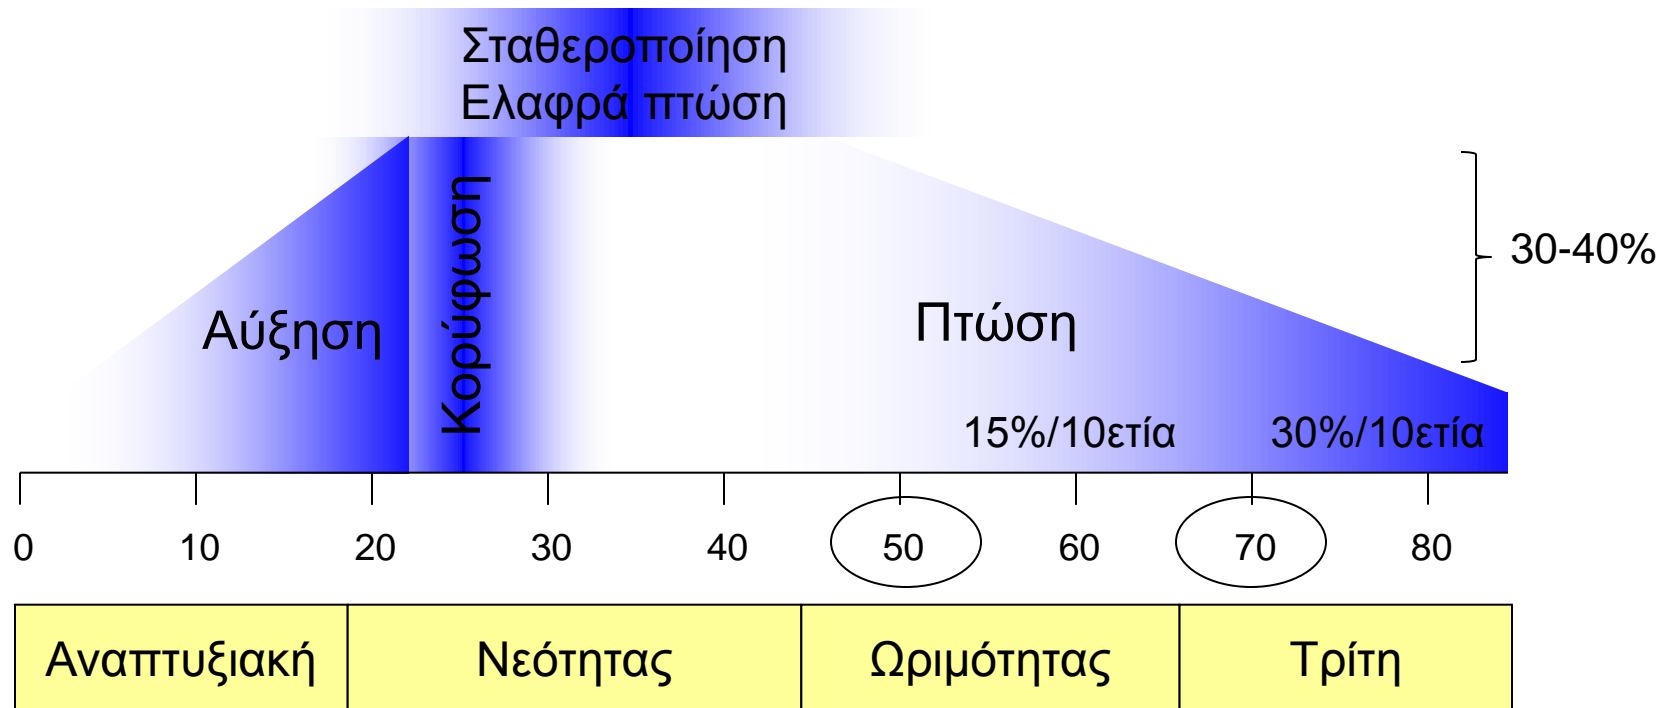 Σταθεροποίηση
Ελαφρά πτώση
Κορύφωση
30-40%
Αύξηση
Πτώση
15%/10ετία
30%/10ετία
0 10 20 30 40 50 60 70 80
Αναπτυξιακή Νεότητας Ωριμότητας Τρίτη